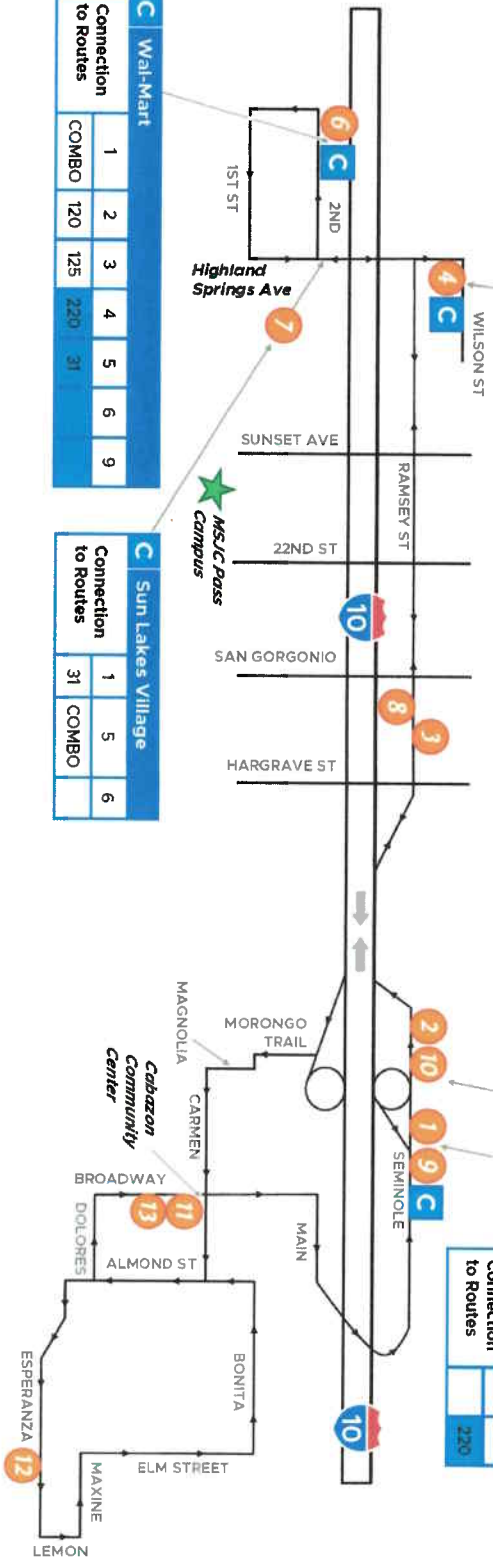 WILSON ST
4
C
6
C
2ND
1ST ST
Highland
Springs Ave
7
RAMSEY ST
SUNSET AVE
22ND ST
SAN GORGONIO
HARGRAVE ST
10
8
3
MSJC Pass
Campus
2
10
1
9
C
SEMINOLE
MORONGO
TRAIL
MAGNOLIA
CARMEN
Cabazon
Community
Center
BROADWAY
11
13
DOLORES
ALMOND ST
MAIN
BONITA
ELM STREET
ESPERANZA
12
MAXINE
LEMON
10
C Wal-Mart
Connection
to Routes
1 2 3 4 5 6 9
COMBO 120 125 220 31
C Sun Lakes Village
Connection
to Routes
1 5 6
31 COMBO
Connection
to Routes
220